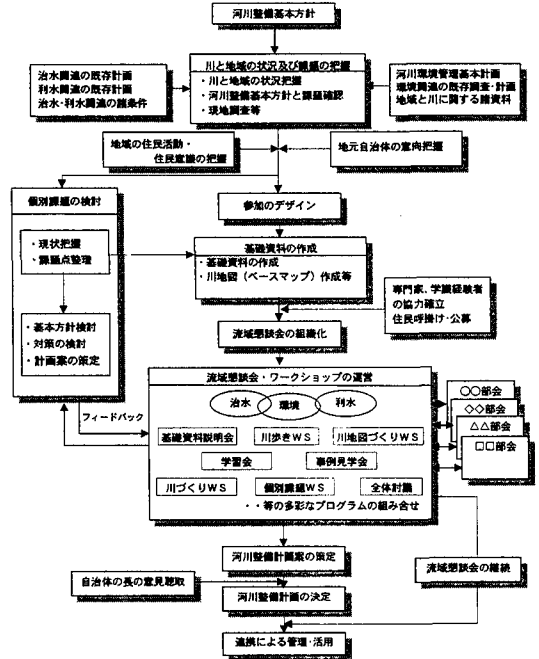 河川整備基本方針
川と地域の状況及び課題の把握
・川と地域の状況把握
・河川整備基本方針と課題確認
・現地調査等
治水関連の既存計画
利水関連の既存計画
治水・利水関連の諸条件
河川環境管理基本計画
環境関連の既存調査・計画
地域と川に関する諸資料
地域の住民活動・
住民意識の把握
地元自治体の意向把握
個別課題の検討
・現状把握
・課題点整理
・基本方針検討
・対策の検討
・計画案の策定
参加のデザイン
基礎資料の作成
・基礎資料の作成
・川地図（ベースマップ）作成等
専門家、学識経験者
の協力確立
住民呼掛け・公募
流域懇談会の組織化
フィードバック
流域懇談会・ワークショップの運営
治水
環境
利水
基礎資料説明会
川歩きＷＳ
川地図づくりＷＳ
学習会
事例見学会
川づくりＷＳ
個別課題ＷＳ
全体討議
・・等の多彩なプログラムの組み合せ
○○部会
◇◇部会
△△部会
□□部会
河川整備計画案の策定
自治体の長の意見聴取
河川整備計画の決定
流域懇談会の継続
連携による管理・活用